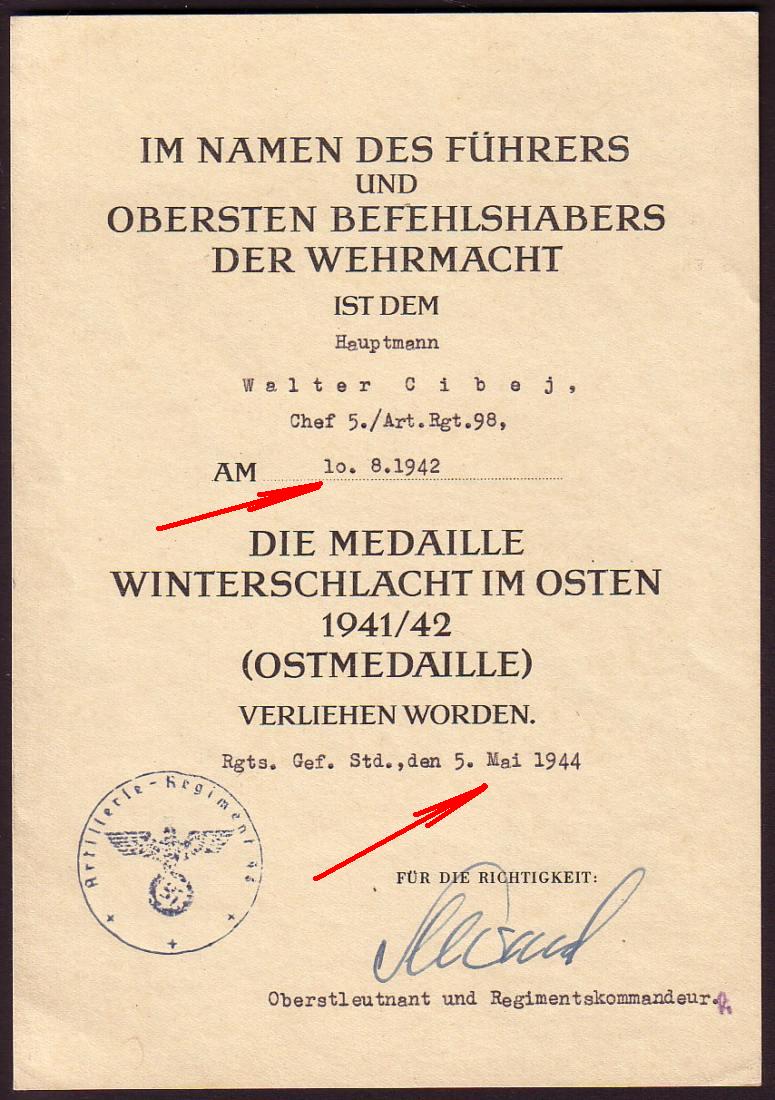 IM NAMEN DES FÜHRERS
UND
OBERSTEN BEFEHLSHABERS
DER WEHRMACHT
IST DEM
Hauptmann
Walter Cibej,
Chef 5./Art.Rgt.98,
AM 1o. 8.1942
DIE MEDAILLE
WINTERSCHLACHT IM OSTEN
1941/42
(OSTMEDAILLE)
VERLIEHEN WORDEN.
Rgts. Gef. Std.,den 5. Mai 1944
Artillerie-Regiment
FÜR DIE RICHTIGKEIT:
Oberstleutnant und Regimentskommandeur.